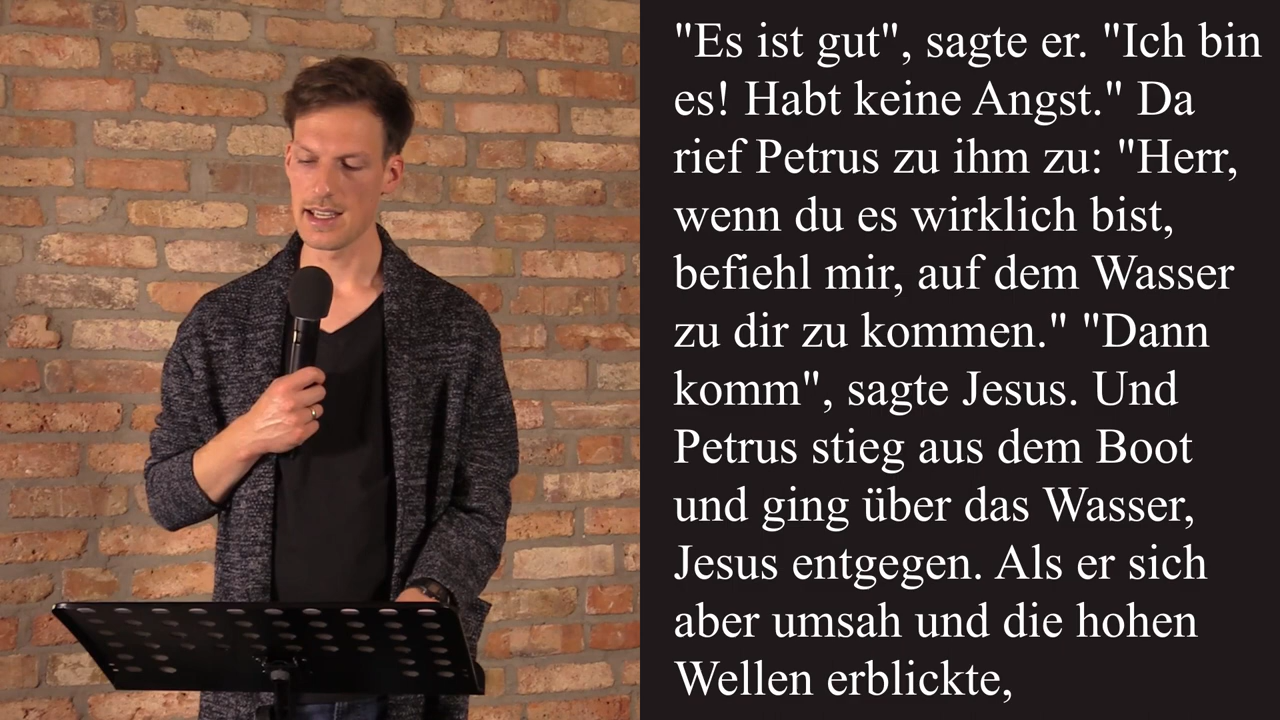 "Es ist gut", sagte er. "Ich bin
es! Habt keine Angst." Da
rief Petrus zu ihm zu: "Herr,
wenn du es wirklich bist,
befiehl mir, auf dem Wasser
zu dir zu kommen." "Dann
komm", sagte Jesus. Und
Petrus stieg aus dem Boot
und ging über das Wasser,
Jesus entgegen. Als er sich
aber umsah und die hohen
Wellen erblickte,